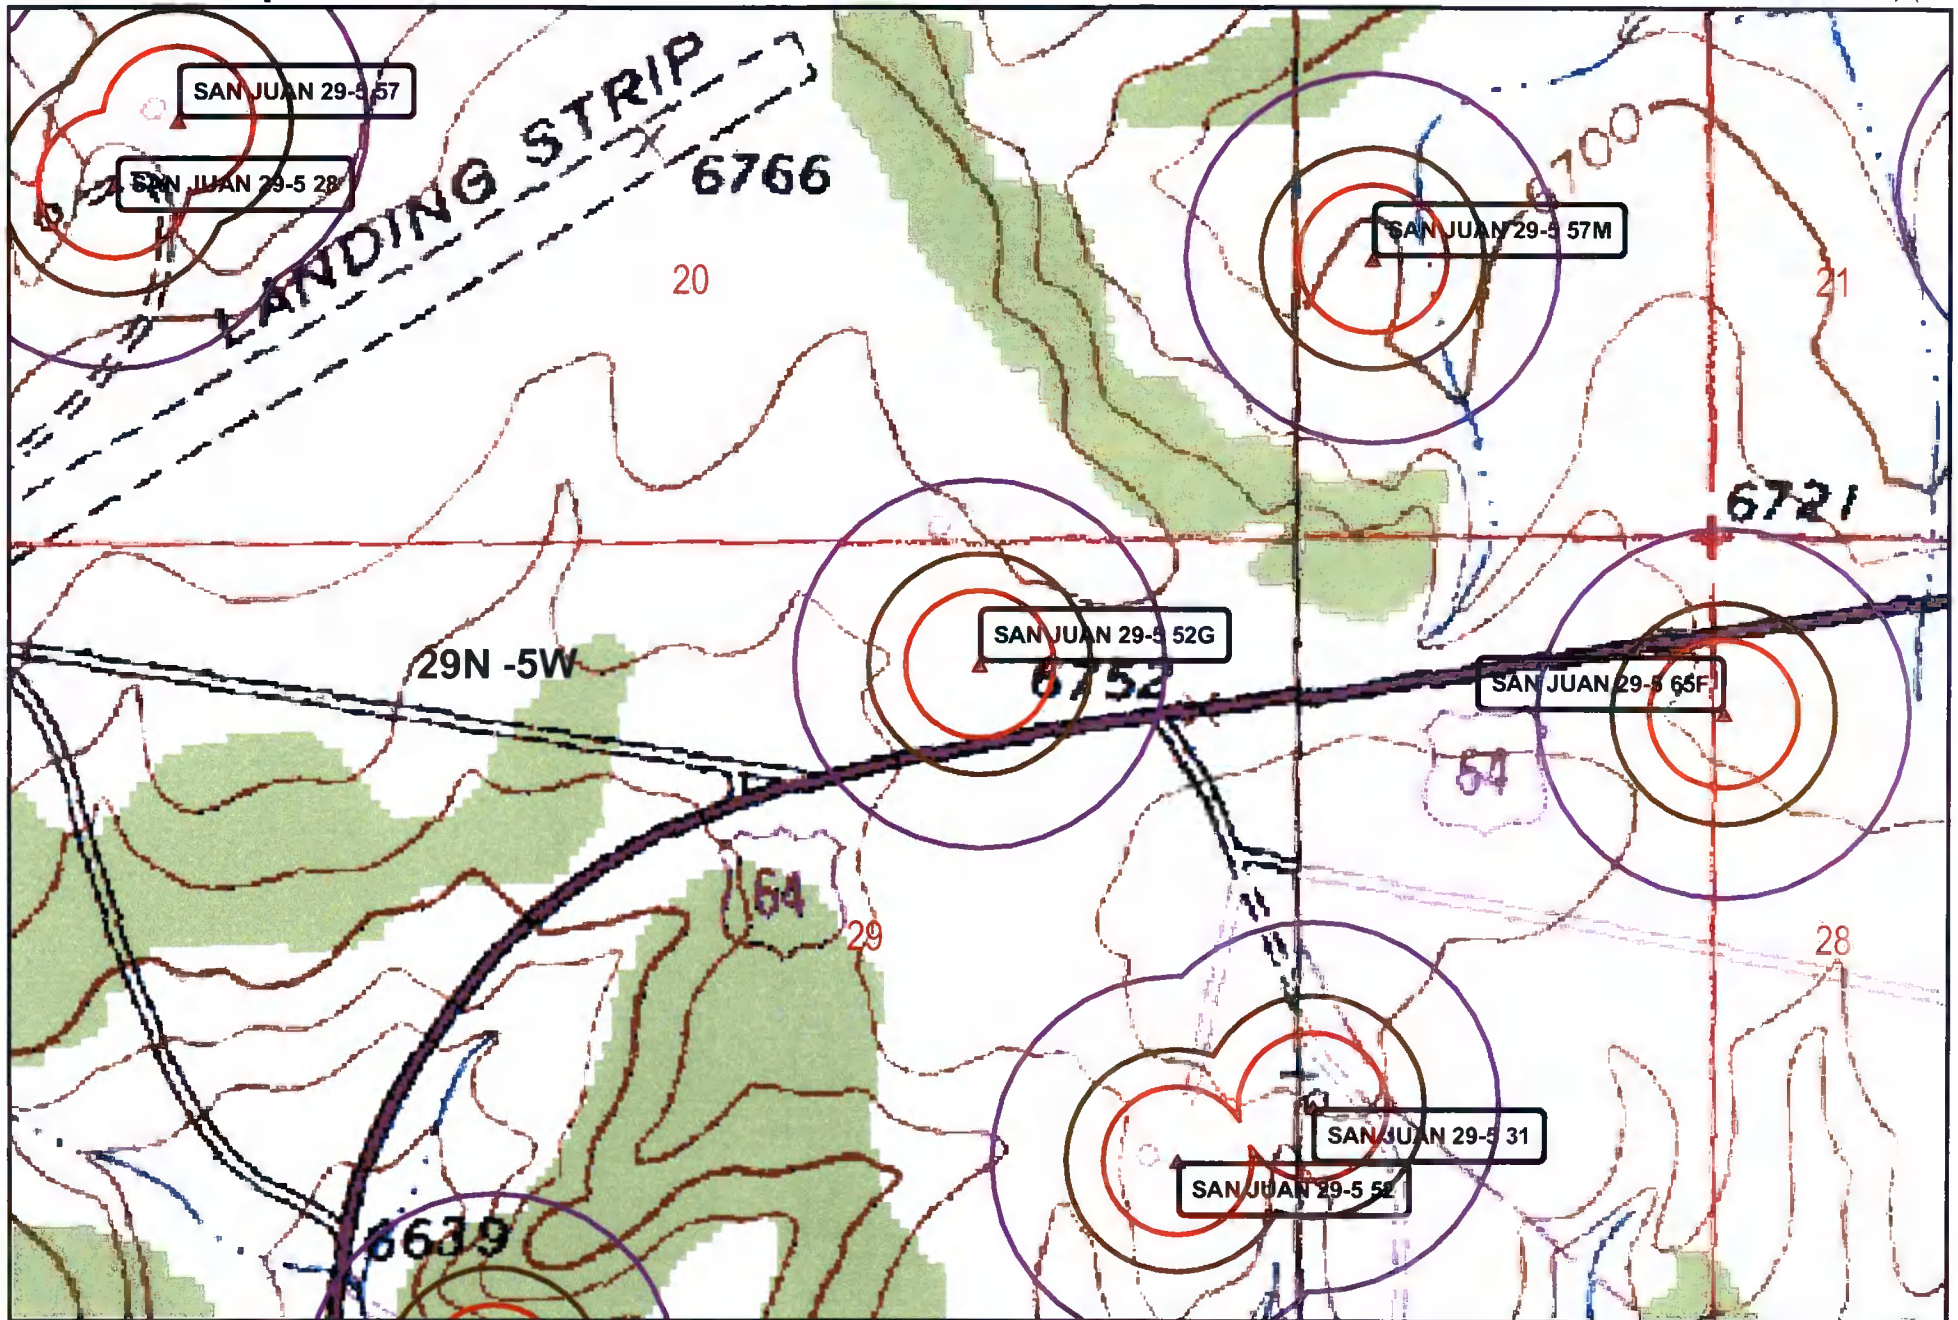 SAN JUAN 29-5 57
SAN JUAN 29-5 28
LANDING STRIP
6766
6700
SAN JUAN 29-5 57M
20
21
6721
SAN JUAN 29-5 52G
6752
29N -5W
SAN JUAN 29-5 65F
64
64
29
28
SAN JUAN 29-5 31
SAN JUAN 29-5 52
6639